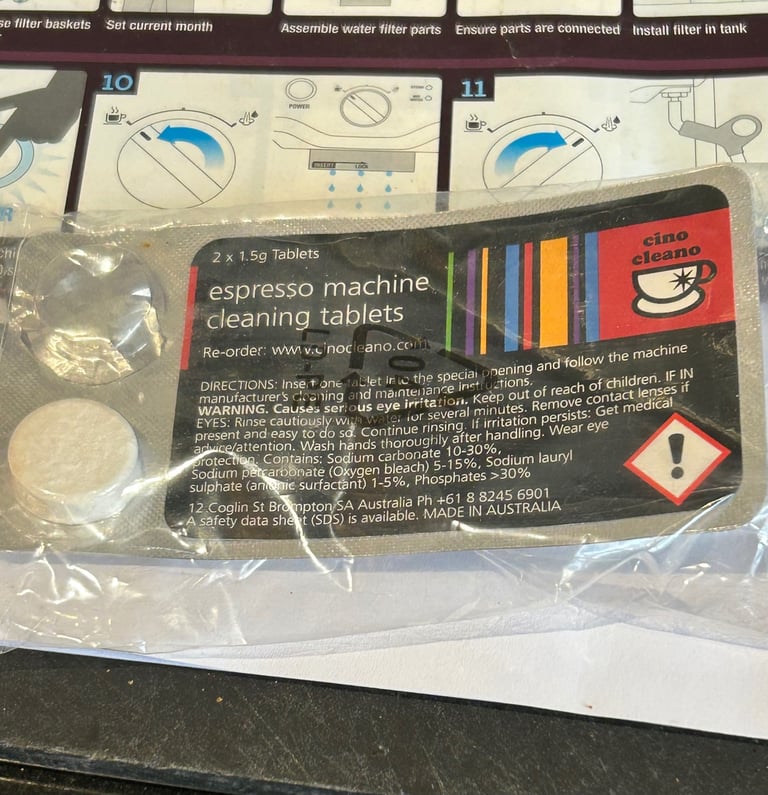 se filter baskets
Set current month
Assemble water filter parts
Ensure parts are connected
Install filter in tank
10
POWER
11
2 x 1.5g Tablets
espresso machine
cleaning tablets
Re-order: www.cinocleano.com
cino
cleano
DIRECTIONS: Insert one tablet into the special opening and follow the machine
manufacturer's cleaning and maintenance instructions.
WARNING. Causes serious eye irritation. Keep out of reach of children. IF IN
EYES: Rinse cautiously with water for several minutes. Remove contact lenses if
present and easy to do so. Continue rinsing. If irritation persists: Get medical
advice/attention. Wash hands thoroughly after handling. Wear eye
protection. Contains: Sodium carbonate 10-30%,
Sodium percarbonate (Oxygen bleach) 5-15%, Sodium lauryl
sulphate (anionic surfactant) 1-5%, Phosphates >30%
12 Coglin St Brompton SA Australia Ph +61 8 8245 6901
A safety data sheet (SDS) is available. MADE IN AUSTRALIA